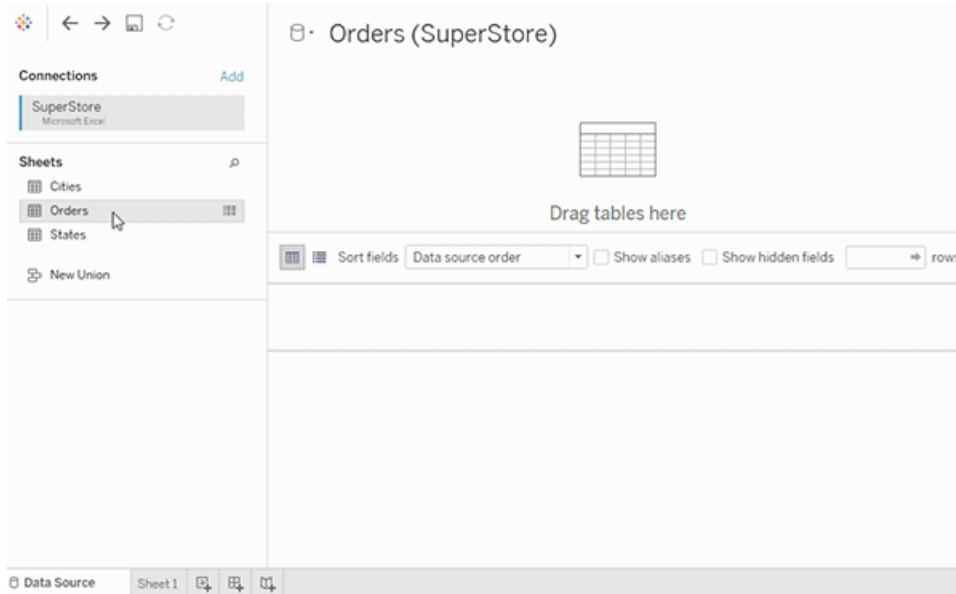 Orders (SuperStore)
Connections
Add
SuperStore
Microsoft Excel
Sheets
Cities
Orders
States
New Union
Drag tables here
Sort fields
Data source order
Show aliases
Show hidden fields
rows
Data Source
Sheet 1